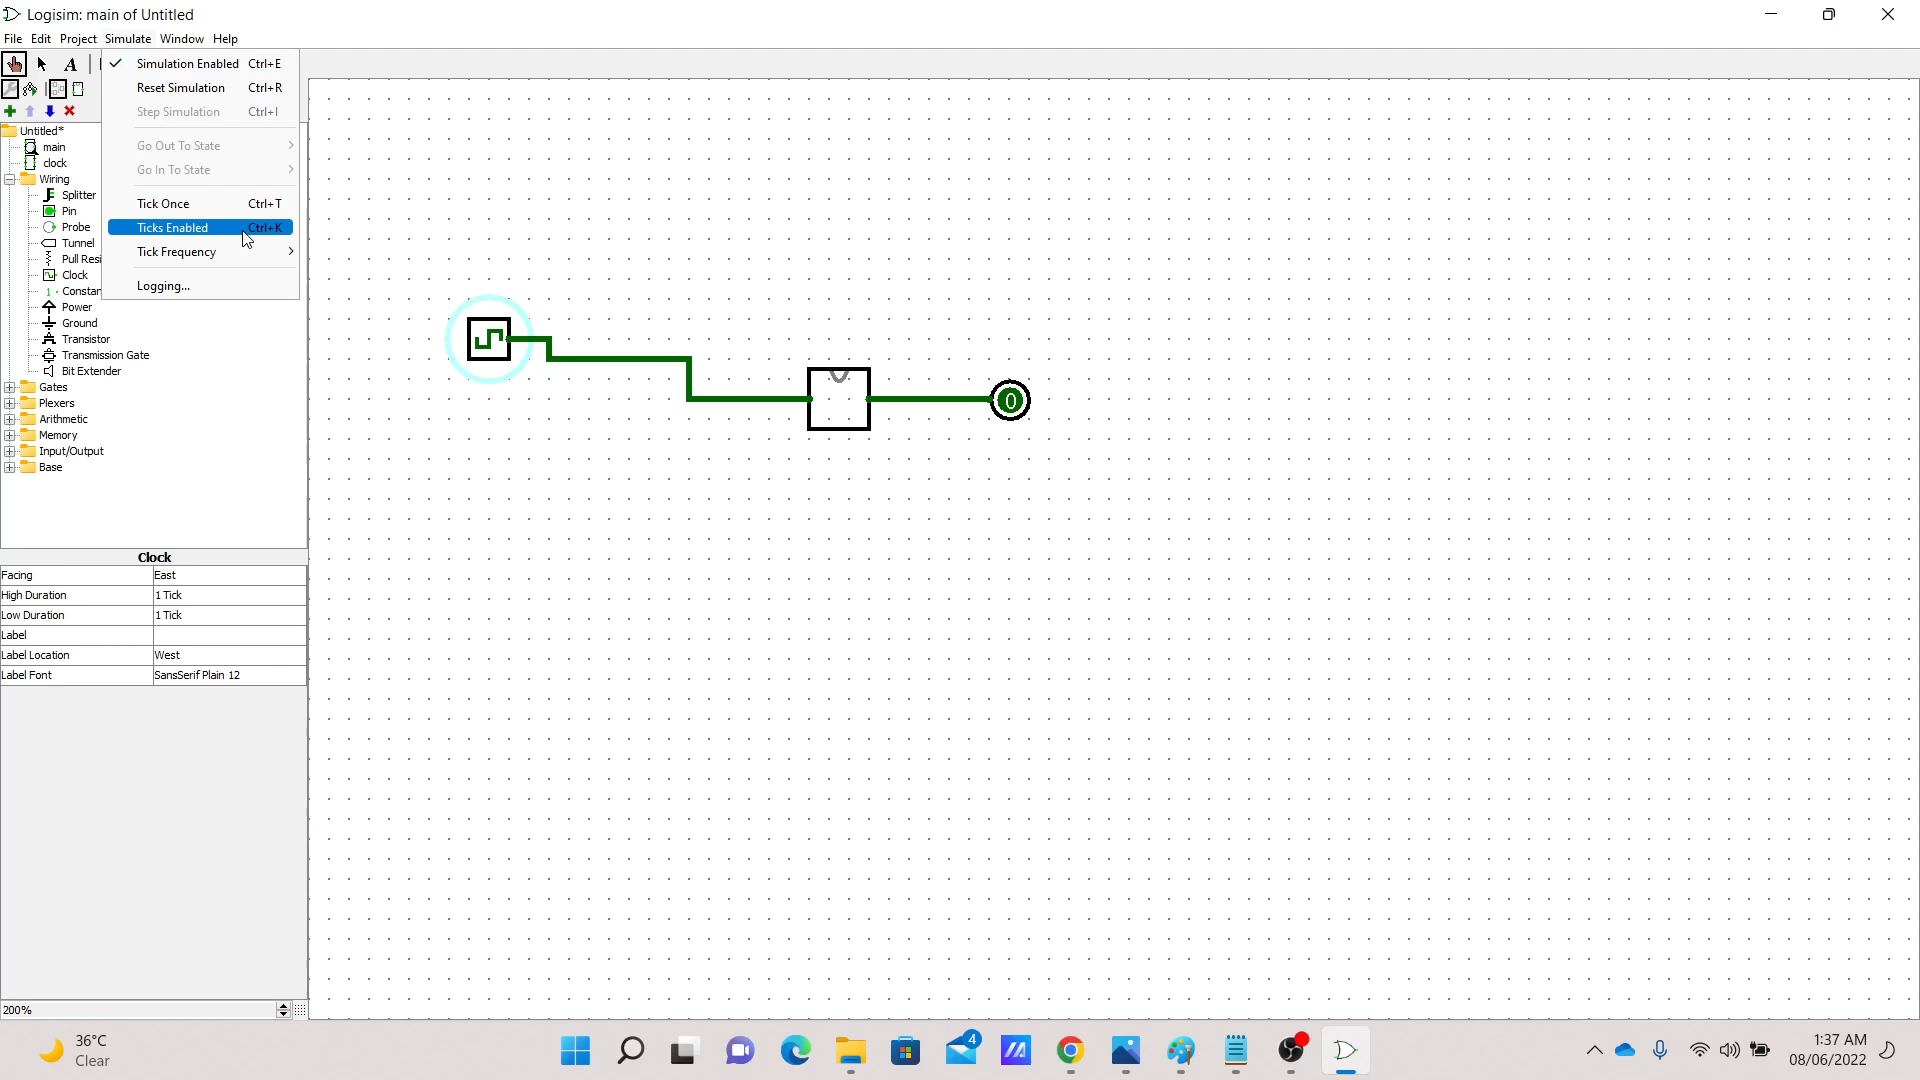 Logisim: main of Untitled
File Edit Project Simulate Window Help
A
Simulation Enabled Ctrl+E
Reset Simulation Ctrl+R
Step Simulation Ctrl+I
Go Out To State
Go In To State
Tick Once Ctrl+T
Ticks Enabled Ctrl+K
Tick Frequency
Logging...
Untitled*
main
clock
Wiring
Splitter
Pin
Probe
Tunnel
Pull Resi
Clock
1 Constan
Power
Ground
Transistor
Transmission Gate
Bit Extender
Gates
Plexers
Arithmetic
Memory
Input/Output
Base
0
Clock
Facing East
High Duration 1 Tick
Low Duration 1 Tick
Label
Label Location West
Label Font SansSerif Plain 12
200%
36°C
Clear
4
1:37 AM
08/06/2022